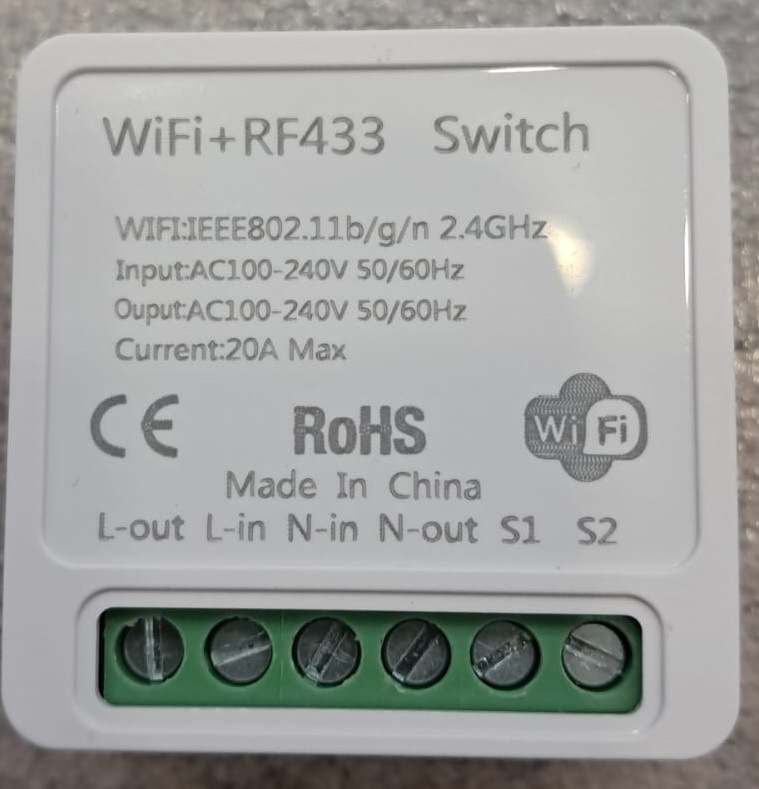 WiFi+RF433 Switch
WIFI:IEEE802.11b/g/n 2.4GHz
Input:AC100-240V 50/60Hz
Ouput:AC100-240V 50/60Hz
Current:20A Max
CE RoHS WiFi
Made In China
L-out L-in N-in N-out S1 S2